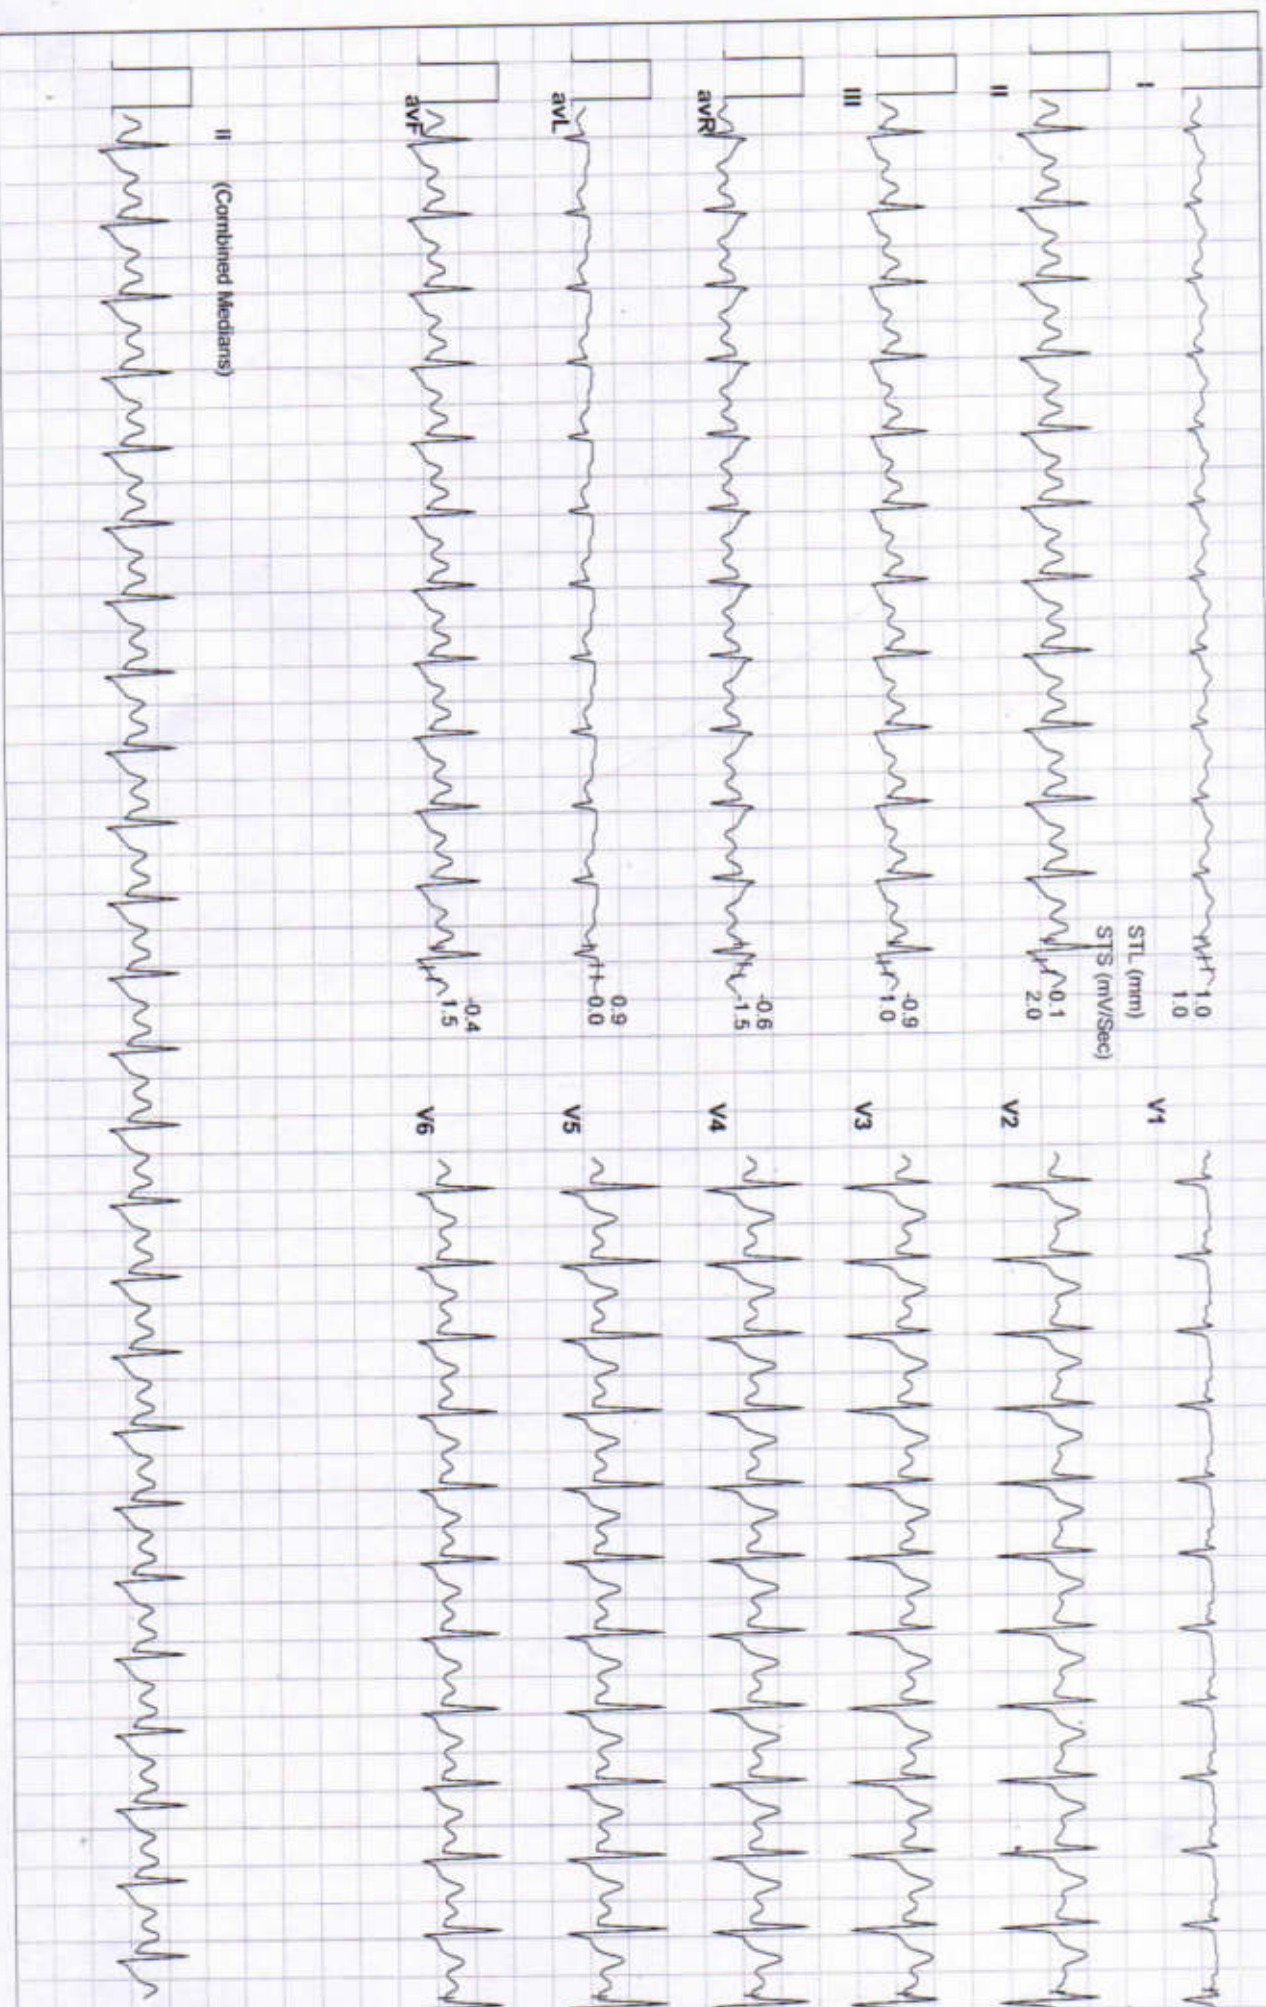 I
1.0
1.0
STL (mm)
STS (mV/Sec)
II
0.1
2.0
III
-0.9
1.0
avR
-0.6
-1.5
avL
0.9
-0.0
avF
-0.4
1.5
V1
V2
V3
V4
V5
V6
II (Combined Medians)